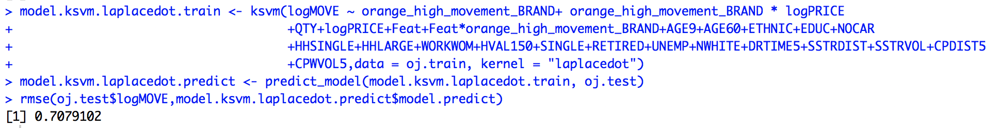 > model.ksvm.laplacedot.train <- ksvm(logMOVE ~ orange_high_movement_BRAND+ orange_high_movement_BRAND * logPRICE
+                                   +QTY+logPRICE+Feat+Feat*orange_high_movement_BRAND+AGE9+AGE60+ETHNIC+EDUC+NOCAR
+                                   +HHSINGLE+HHLARGE+WORKWOM+HVAL150+SINGLE+RETIRED+UNEMP+NWHITE+DRTIME5+SSTRDIST+SSTRVOL+CPDIST5
+                                   +CPWVOL5,data = oj.train, kernel = "laplacedot")
> model.ksvm.laplacedot.predict <- predict_model(model.ksvm.laplacedot.train, oj.test)
> rmse(oj.test$logMOVE,model.ksvm.laplacedot.predict$model.predict)
[1] 0.7079102